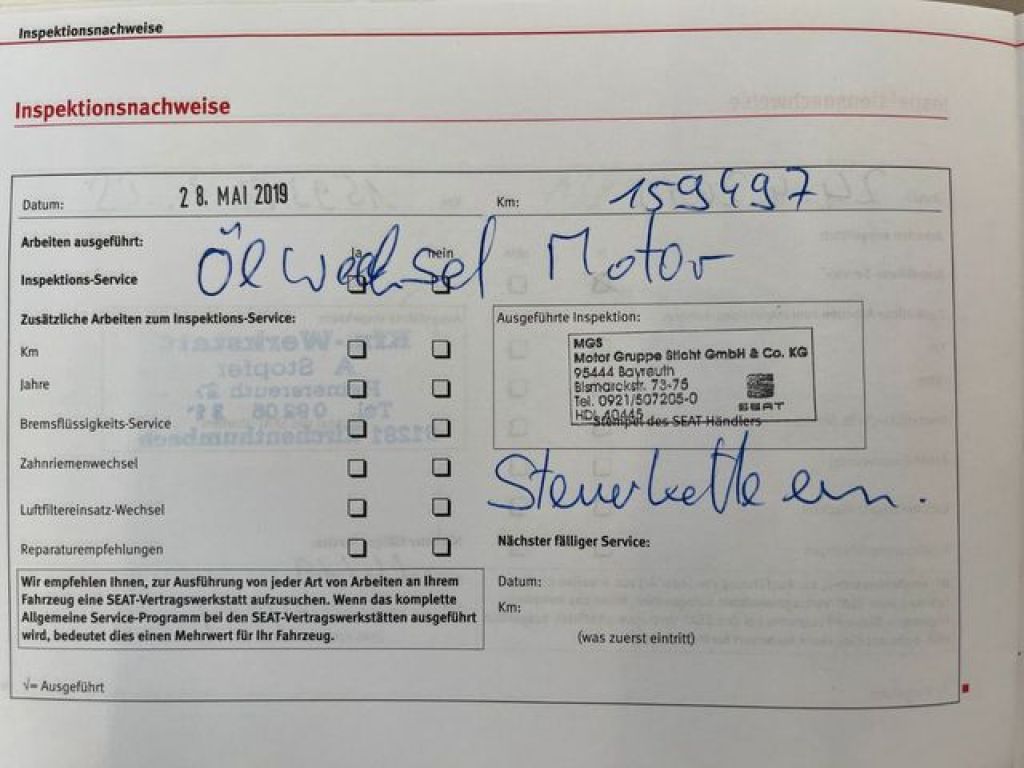 Inspektionsnachweise
Inspektionsnachweise
Datum: 28. MAI 2019 Km: 159497
Arbeiten ausgeführt: Ölwechsel Motor
ja nein
Inspektions-Service
Zusätzliche Arbeiten zum Inspektions-Service:
Km
Jahre
Bremsflüssigkeits-Service
Zahnriemenwechsel
Luftfiltereinsatz-Wechsel
Reparaturempfehlungen
Wir empfehlen Ihnen, zur Ausführung von jeder Art von Arbeiten an Ihrem
Fahrzeug eine SEAT-Vertragswerkstatt aufzusuchen. Wenn das komplette
Allgemeine Service-Programm bei den SEAT-Vertragswerkstätten ausgeführt
wird, bedeutet dies einen Mehrwert für Ihr Fahrzeug.
√= Ausgeführt
Ausgeführte Inspektion:
MGS
Motor Gruppe Sticht GmbH & Co. KG
95444 Bayreuth
Bismarckstr. 73-75
Tel. 0921/507205-0
HDL 40445
SEAT
Stempel des SEAT-Händlers
Steuerkette ern.
Nächster fälliger Service:
Datum:
Km:
(was zuerst eintritt)